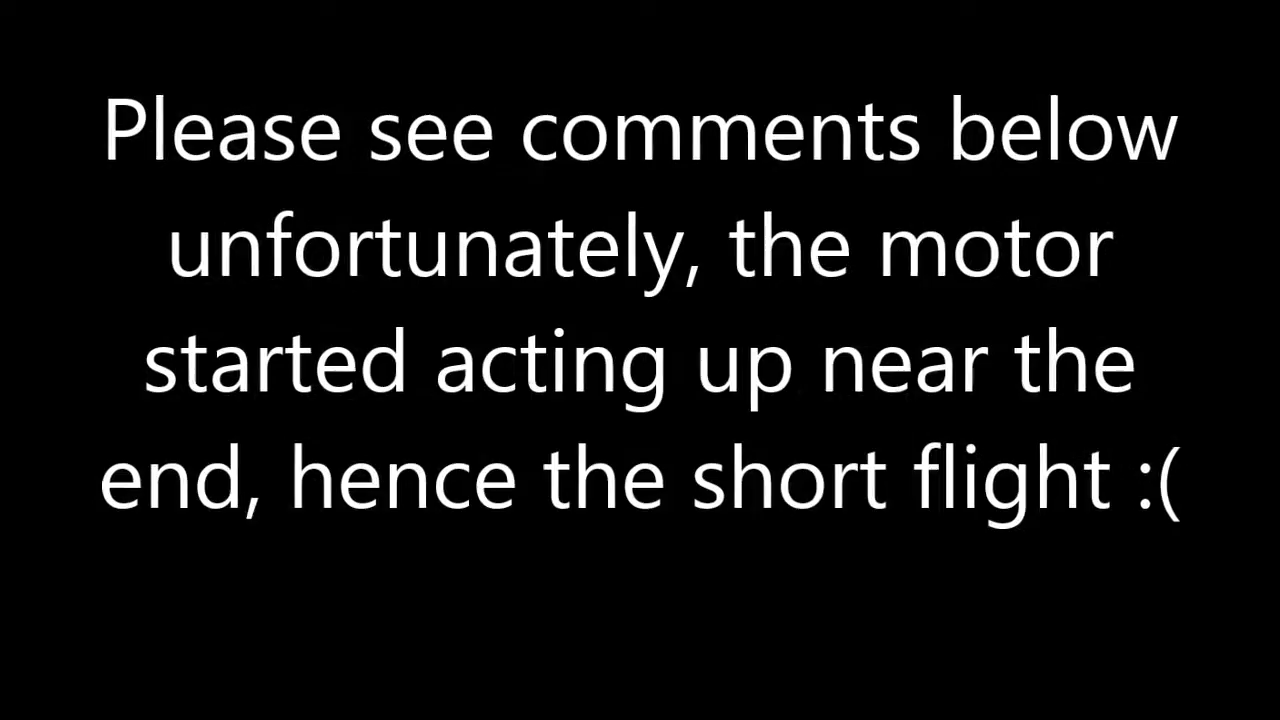 Please see comments below
unfortunately, the motor
started acting up near the
end, hence the short flight :(